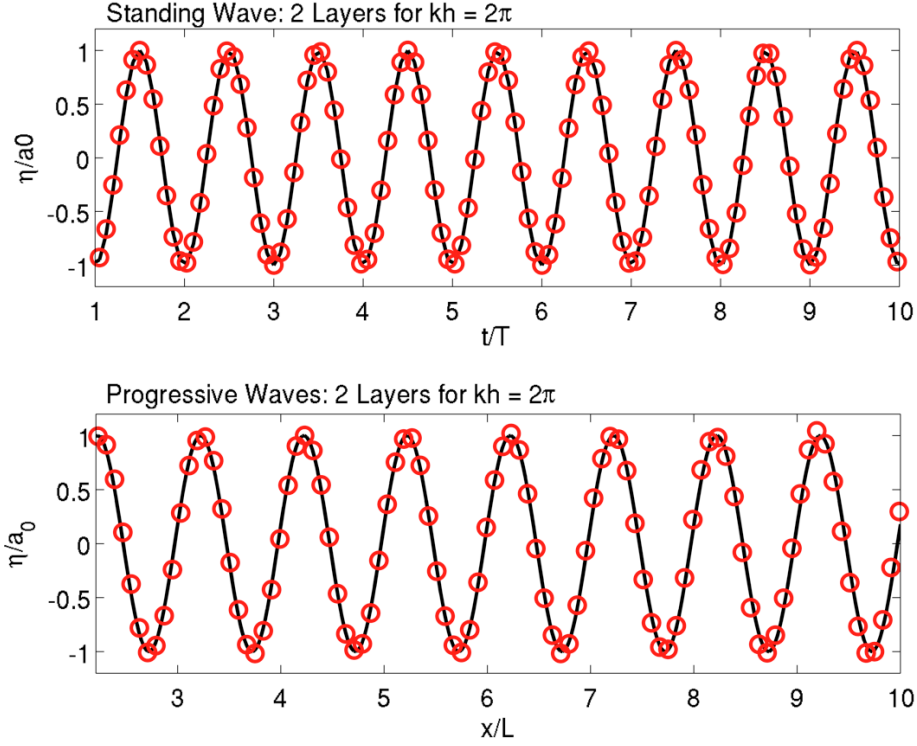 Standing Wave: 2 Layers for kh = 2π
1
0.5
0
-0.5
-1
η/a0
1 2 3 4 5 6 7 8 9 10
t/T
Progressive Waves: 2 Layers for kh = 2π
1
0.5
0
-0.5
-1
η/a₀
3 4 5 6 7 8 9 10
x/L